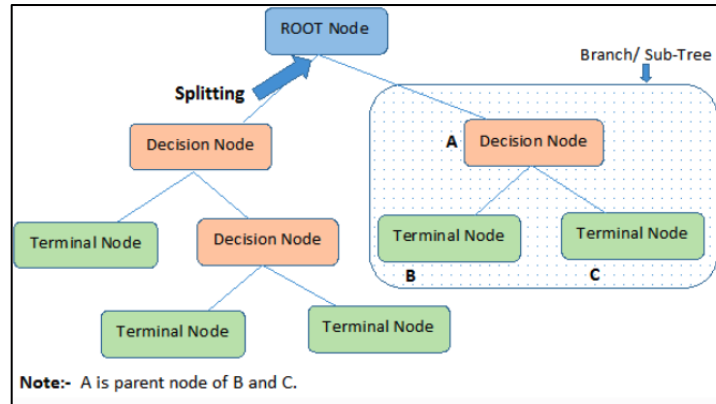 ROOT Node
Branch/ Sub-Tree
Splitting
A
Decision Node
Decision Node
Terminal Node
Decision Node
Terminal Node
Terminal Node
B
C
Terminal Node
Terminal Node
Note:- A is parent node of B and C.